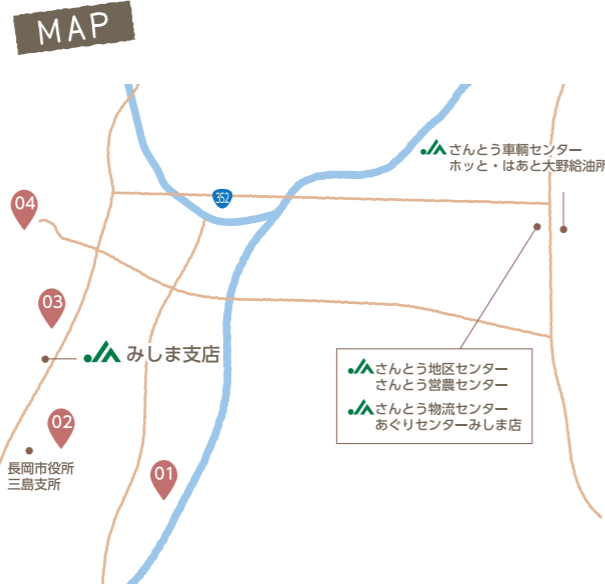 MAP
さんとう車輌センター
ホッと・はあと大野給油所
352
04
03
JA みしま支店
JA さんとう地区センター
さんとう営農センター
JA さんとう物流センター
あぐりセンターみしま店
02
01
長岡市役所
三島支所